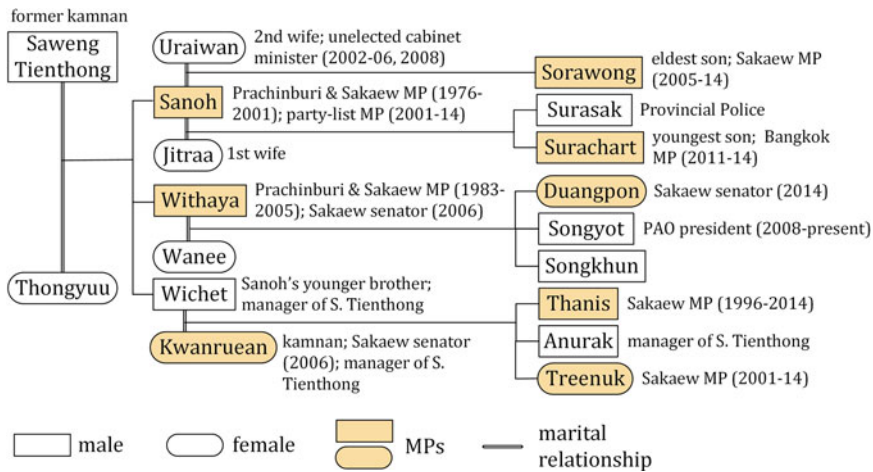 former kamnan
Saweng
Tienthong
Thongyuu
Uraiwan
2nd wife; unelected cabinet
minister (2002-06, 2008)
Sanoh
Prachinburi & Sakaew MP (1976-
2001); party-list MP (2001-14)
Jitraa
1st wife
Sorawong
eldest son; Sakaew MP
(2005-14)
Surasak
Provincial Police
Surachart
youngest son; Bangkok
MP (2011-14)
Withaya
Prachinburi & Sakaew MP (1983-
2005); Sakaew senator (2006)
Wanee
Duangpon
Sakaew senator (2014)
Songyot
PAO president (2008-present)
Songkhun
Wichet
Sanoh's younger brother;
manager of S. Tienthong
Kwanruean
kamnan; Sakaew senator
(2006); manager of S.
Tienthong
Thanis
Sakaew MP (1996-2014)
Anurak
manager of S. Tienthong
Treenuk
Sakaew MP (2001-14)
male
female
MPs
marital
relationship